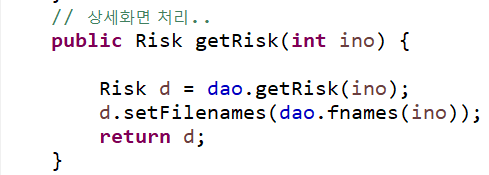 // 상세화면 처리..
public Risk getRisk(int ino) {
Risk d = dao.getRisk(ino);
d.setFilenames(dao.fnames(ino));
return d;
}